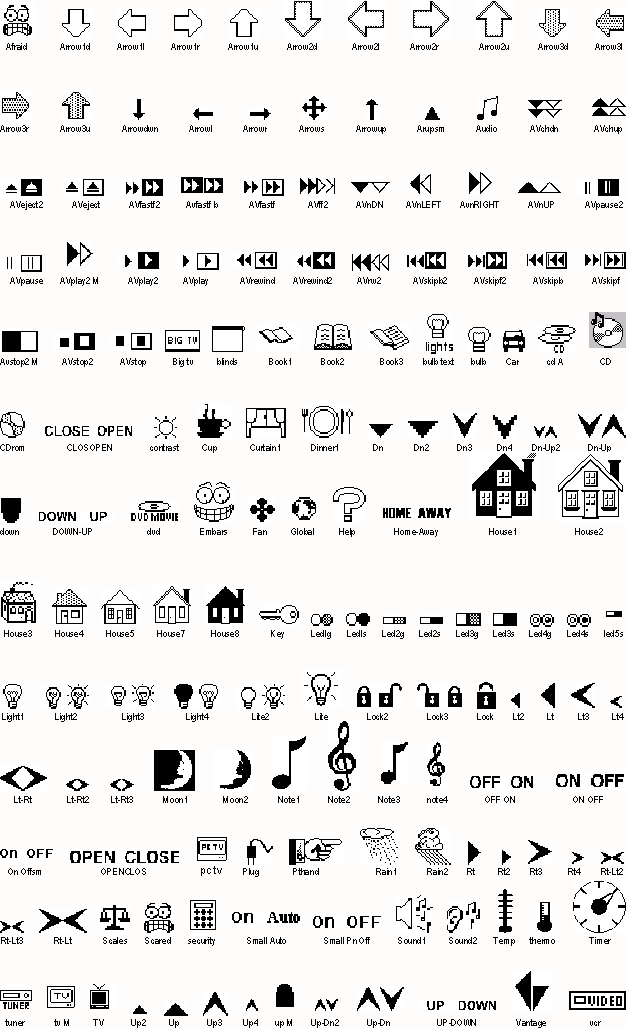 Afraid Arrow1d Arrow1l Arrow1r Arrow1u Arrow2d Arrow2l Arrow2r Arrow2u Arrow3d Arrow3l
Arrow3r Arrow3u Arrowdwn Arrowl Arrowr Arrows Arrowup Arupsm Audio AVchdn AVchup
AVeject2 AVeject AVfastf2 AVfastf b AVfastf AVff2 AVnDN AVnLEFT AvnRIGHT AVnUP AVpause2
AVpause AVplay2 M AVplay2 AVplay AVrewind AVrewind2 AVrw2 AVskipb2 AVskipf2 AVskipb AVskipf
BIG TV lights CD
Avstop2 M AVstop2 AVstop Big tv blinds Book1 Book2 Book3 bulb text bulb Car cd A CD
CLOSE OPEN
CDrom CLOSOPEN contrast Cup Curtain1 Dinner1 Dn Dn2 Dn3 Dn4 Dn-Up2 Dn-Up
DOWN UP DVD MOVIE HOME AWAY
down DOWN-UP dvd Embars Fan Global Help Home-Away House1 House2
House3 House4 House5 House7 House8 Key Led1g Led1s Led2g Led2s Led3g Led3s Led4g Led4s led5s
Light1 Light2 Light3 Light4 Lite2 Lite Lock2 Lock3 Lock Lt2 Lt Lt3 Lt4
OFF ON ON OFF
Lt-Rt Lt-Rt2 Lt-Rt3 Moon1 Moon2 Note1 Note2 Note3 note4 OFF ON ON OFF
On OFF OPEN CLOSE PC TV
On Offsm OPENCLOS pc tv Plug Pthand Rain1 Rain2 Rt Rt2 Rt3 Rt4 Rt-Lt2
On Auto On OFF
Rt-Lt3 Rt-Lt Scales Scared security Small Auto Small Pn Off Sound1 Sound2 Temp thermo Timer
TUNER TV UP DOWN VIDEO
tuner tv M TV Up2 Up Up3 Up4 up M Up-Dn2 Up-Dn UP-DOWN Vantage vcr